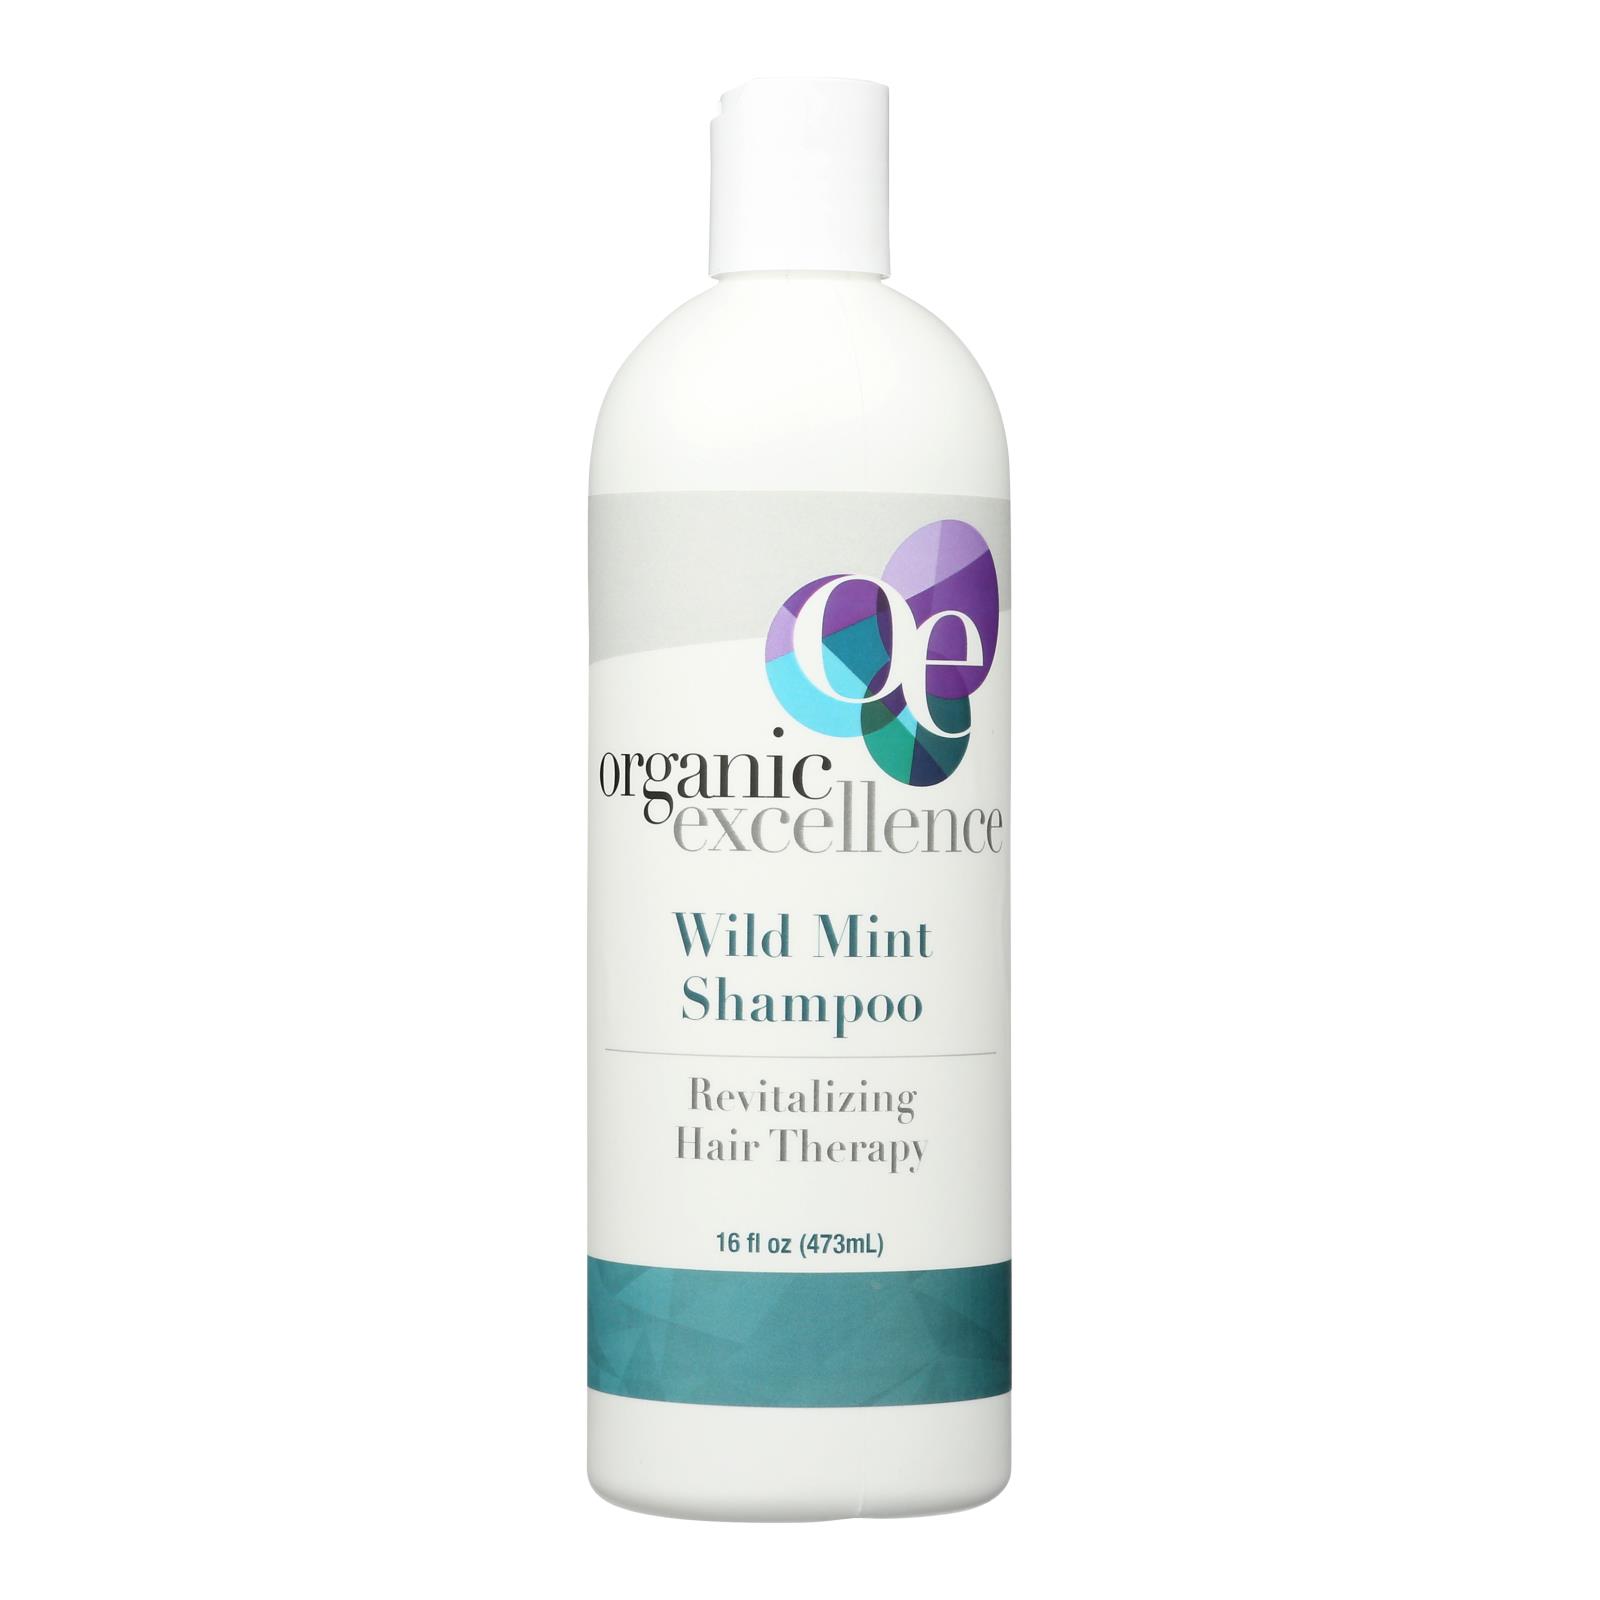 oe
organic
excellence
Wild Mint
Shampoo
Revitalizing
Hair Therapy
16 fl oz (473mL)